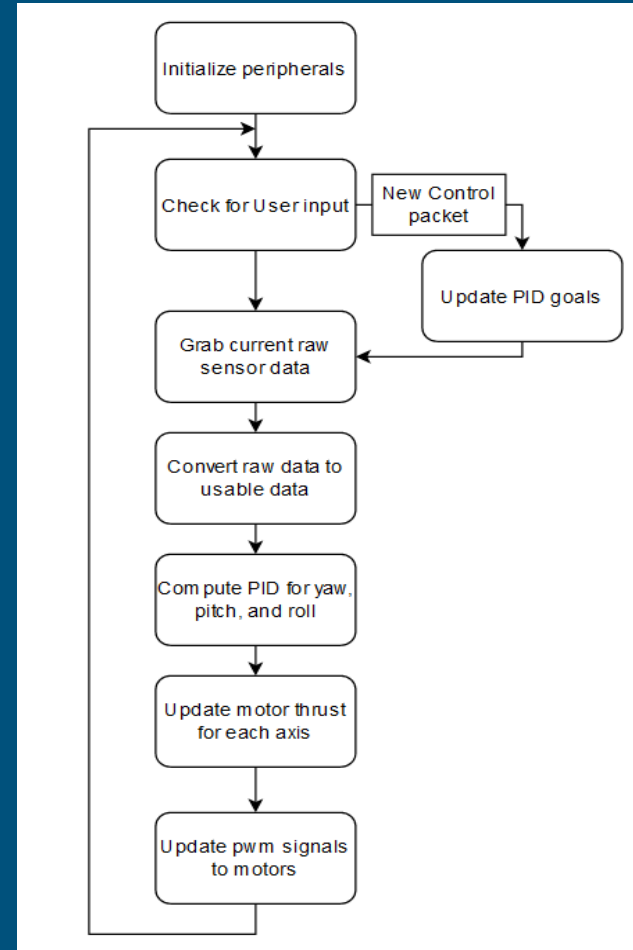 Initialize peripherals
Check for User input
New Control
packet
Update PID goals
Grab current raw
sensor data
Convert raw data to
usable data
Compute PID for yaw,
pitch, and roll
Update motor thrust
for each axis
Update pwm signals
to motors